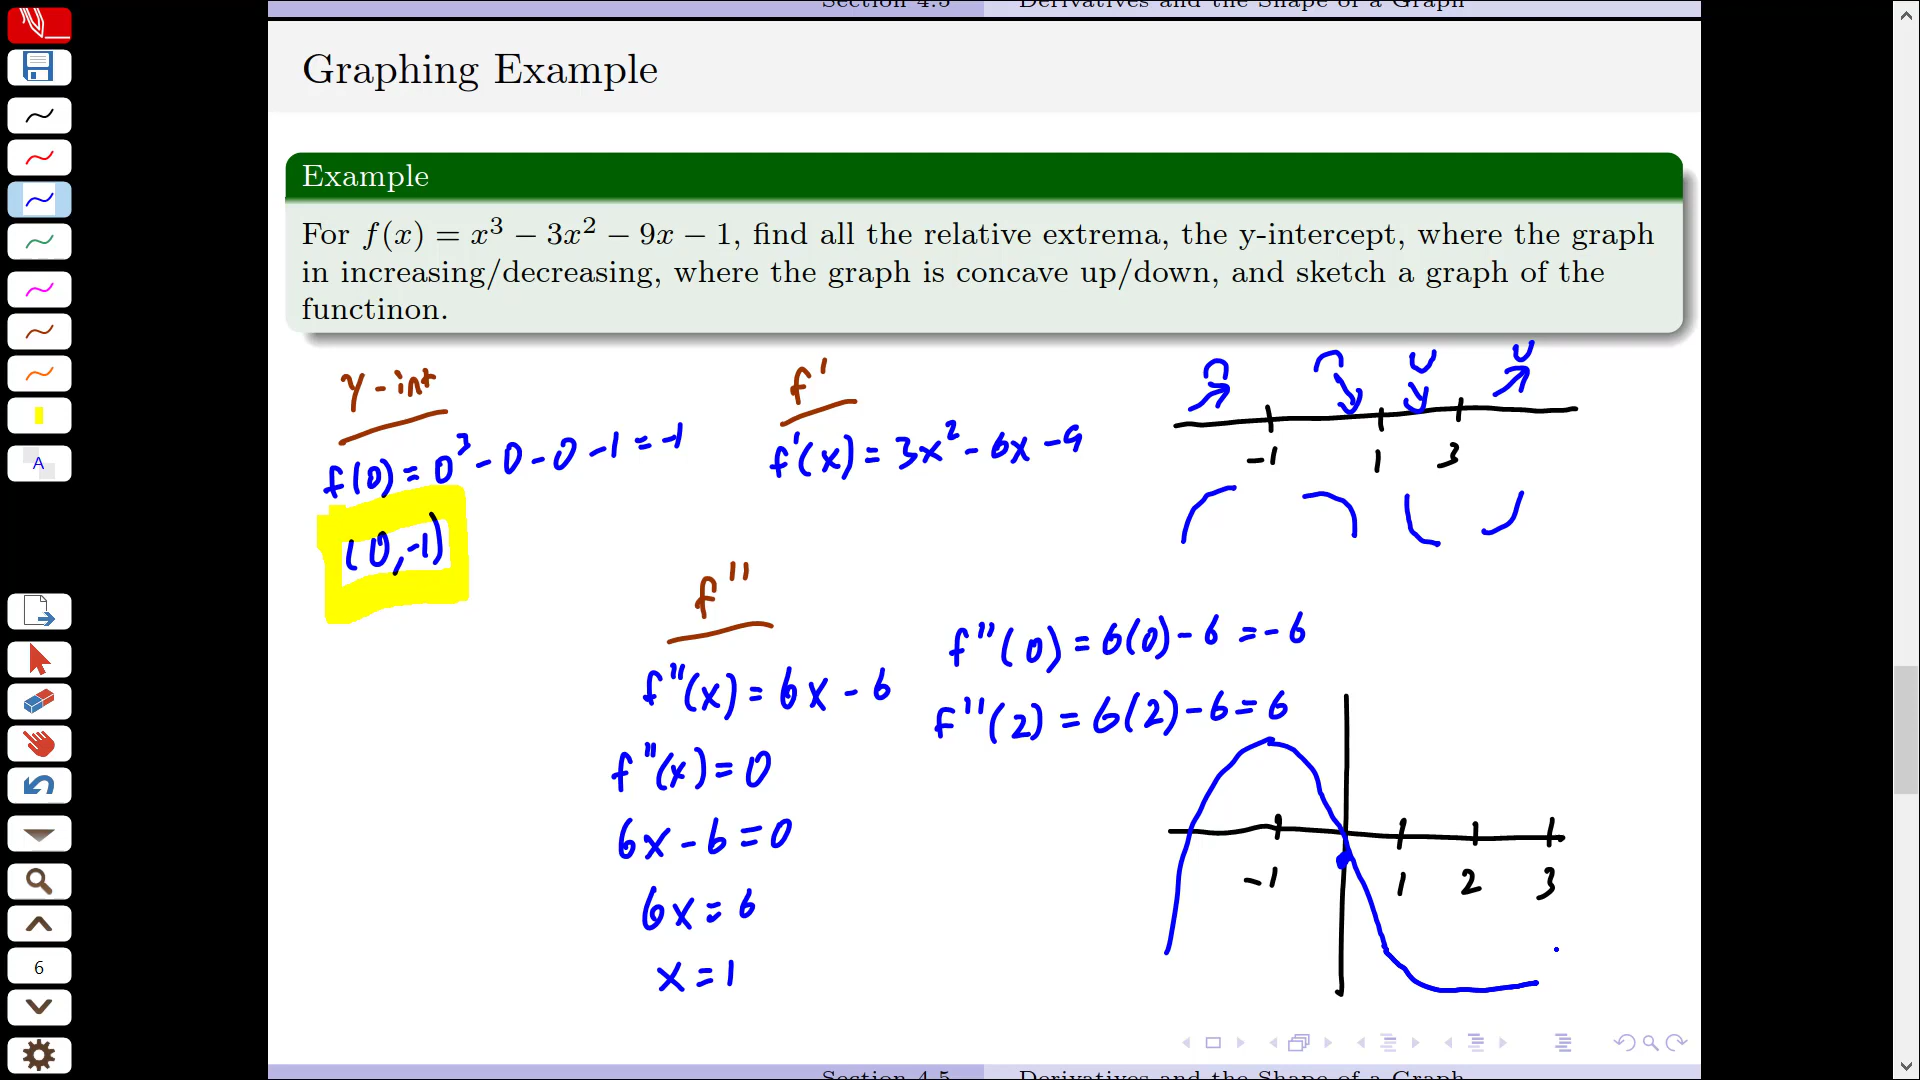 Section 4.5 Derivatives and the Shape of a Graph
Graphing Example
Example
For f(x) = x³ − 3x² − 9x − 1, find all the relative extrema, the y-intercept, where the graph
in increasing/decreasing, where the graph is concave up/down, and sketch a graph of the
functinon.
y-int
f(0) = 0³ - 0 - 0 - 1 = -1
(0,-1)
f'
f'(x) = 3x² - 6x - 9
-1 1 3
f''
f''(x) = 6x - 6
f''(x) = 0
6x - 6 = 0
6x = 6
x = 1
f''(0) = 6(0) - 6 = -6
f''(2) = 6(2) - 6 = 6
-1 1 2 3
A
6
Section 4.5 Derivatives and the Shape of a Graph